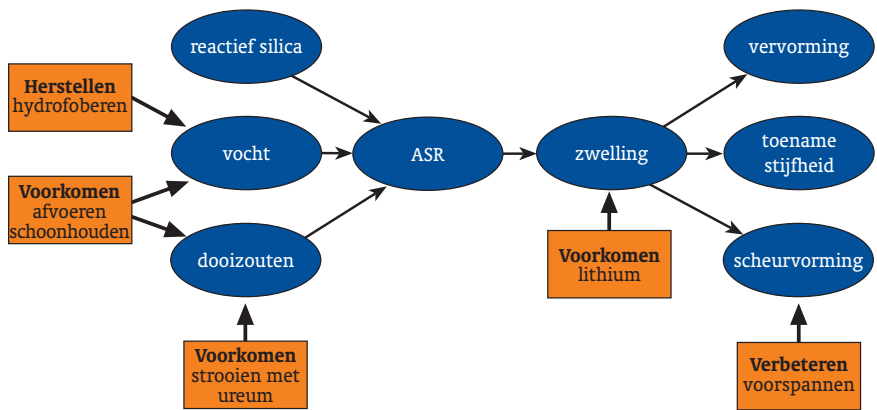 reactief silica
vervorming
Herstellen
hydrofoberen
vocht
ASR
zwelling
toename
stijfheid
Voorkomen
afvoeren
schoonhouden
dooizouten
Voorkomen
lithium
scheurvorming
Voorkomen
strooien met
ureum
Verbeteren
voorspannen